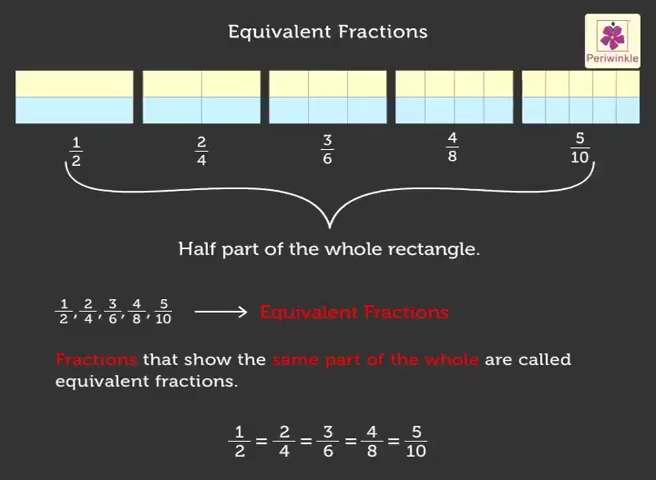 Equivalent Fractions
Periwinkle
1/2 2/4 3/6 4/8 5/10
Half part of the whole rectangle.
1/2, 2/4, 3/6, 4/8, 5/10 → Equivalent Fractions
Fractions that show the same part of the whole are called
equivalent fractions.
1/2 = 2/4 = 3/6 = 4/8 = 5/10